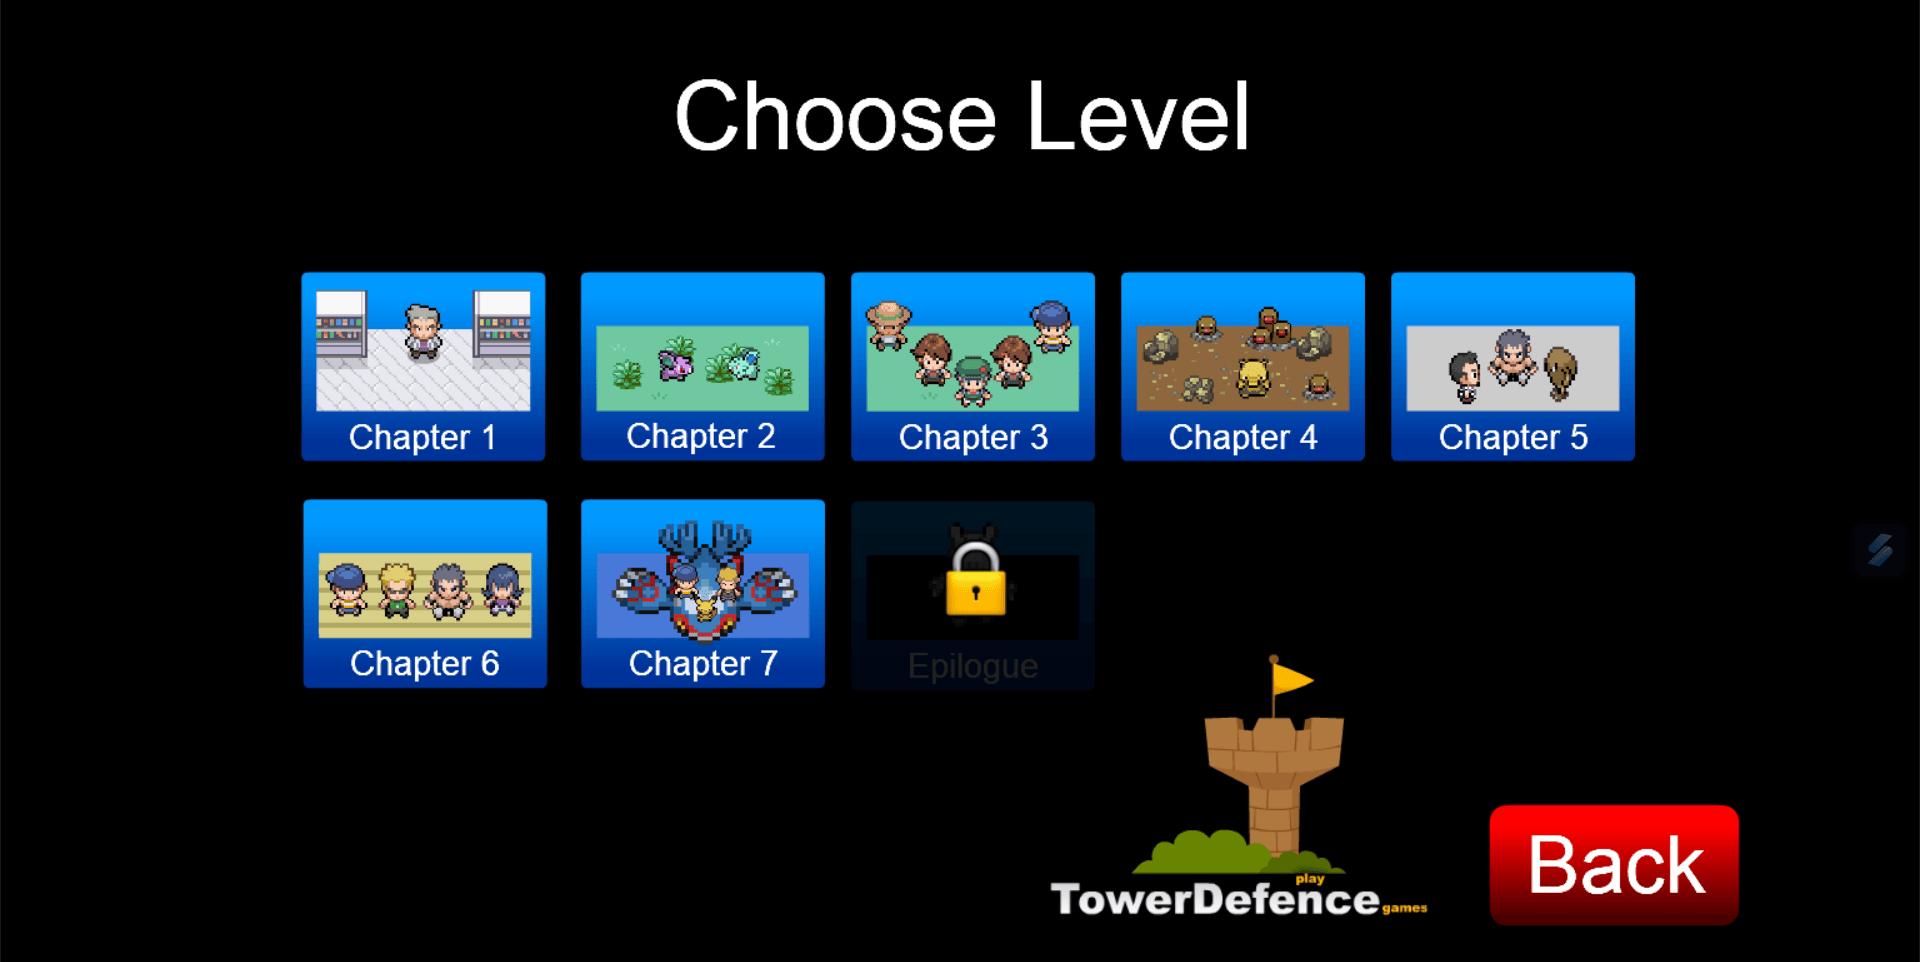 Choose Level
Chapter 1
Chapter 2
Chapter 3
Chapter 4
Chapter 5
Chapter 6
Chapter 7
Epilogue
play
TowerDefence games
Back